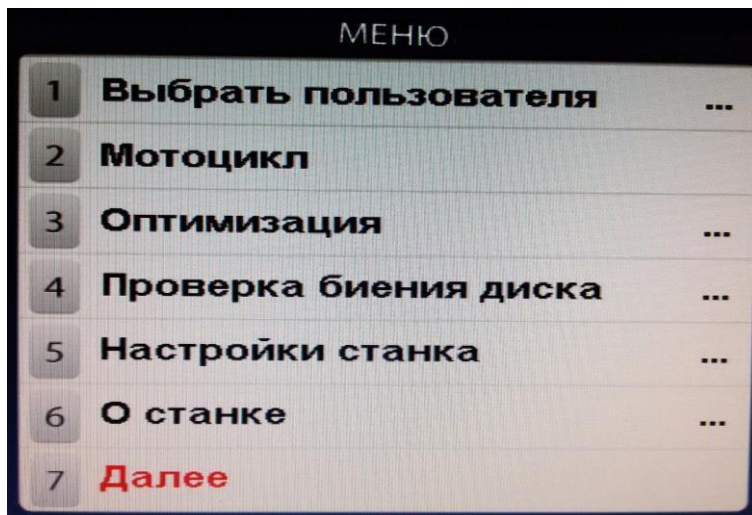 МЕНЮ
1 Выбрать пользователя ...
2 Мотоцикл
3 Оптимизация ...
4 Проверка биения диска ...
5 Настройки станка ...
6 О станке ...
7 Далее